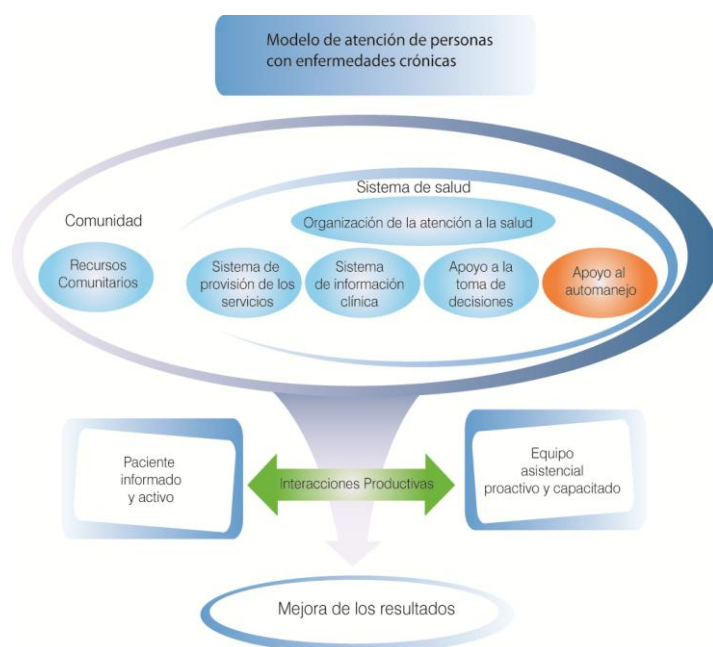 Modelo de atención de personas
con enfermedades crónicas
Sistema de salud
Comunidad
Organización de la atención a la salud
Recursos
Comunitarios
Sistema de
provisión de los
servicios
Sistema
de información
clínica
Apoyo a la
toma de
decisiones
Apoyo al
automanejo
Paciente
informado
y activo
Interacciones Productivas
Equipo
asistencial
proactivo y capacitado
Mejora de los resultados